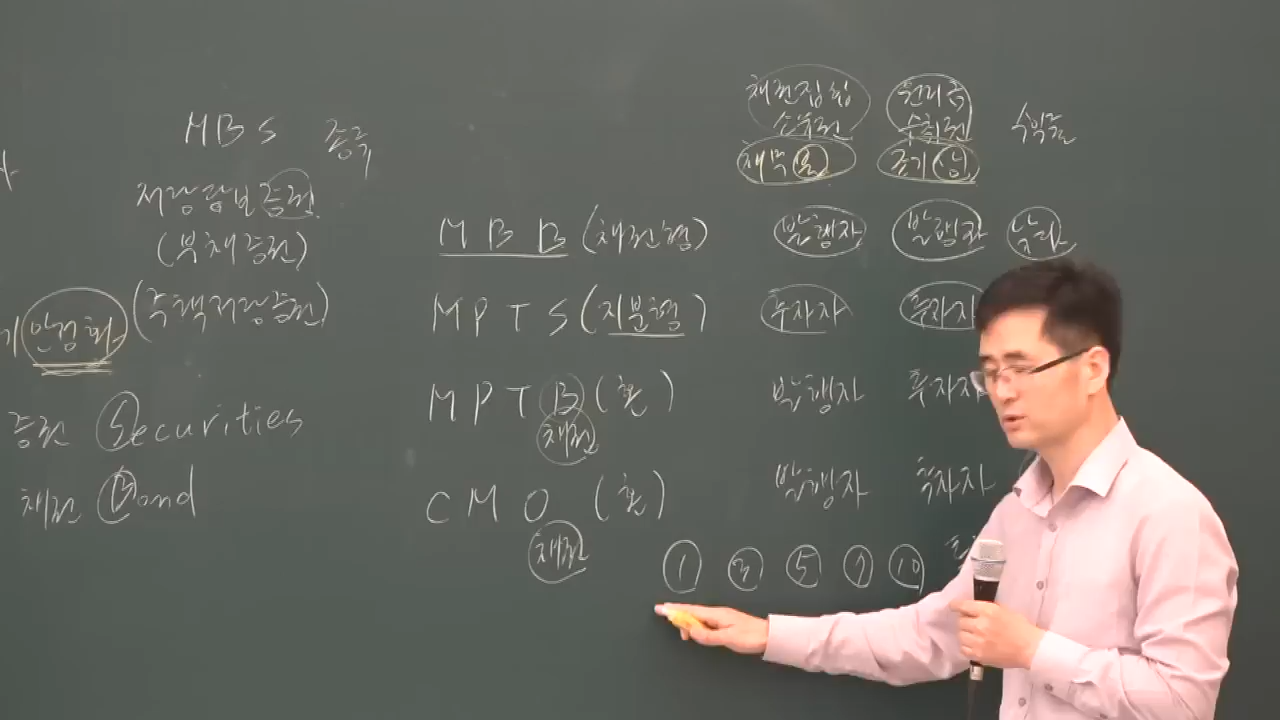 MBS 종류
저당담보증권
(부채증권)
(주택저당증권)
증권 Securities
채권 Bond
채권집합 원리금 수익률
소유권 수취권
채무불 조기상
MBB (채권형) 발행자 발행자 낮다
MPTS (지분형) 투자자 투자자
MPTB (혼) 발행자 투자자
채권
CMO (혼) 발행자 투자자
채권
① ③ ⑤ ⑦ ⑩